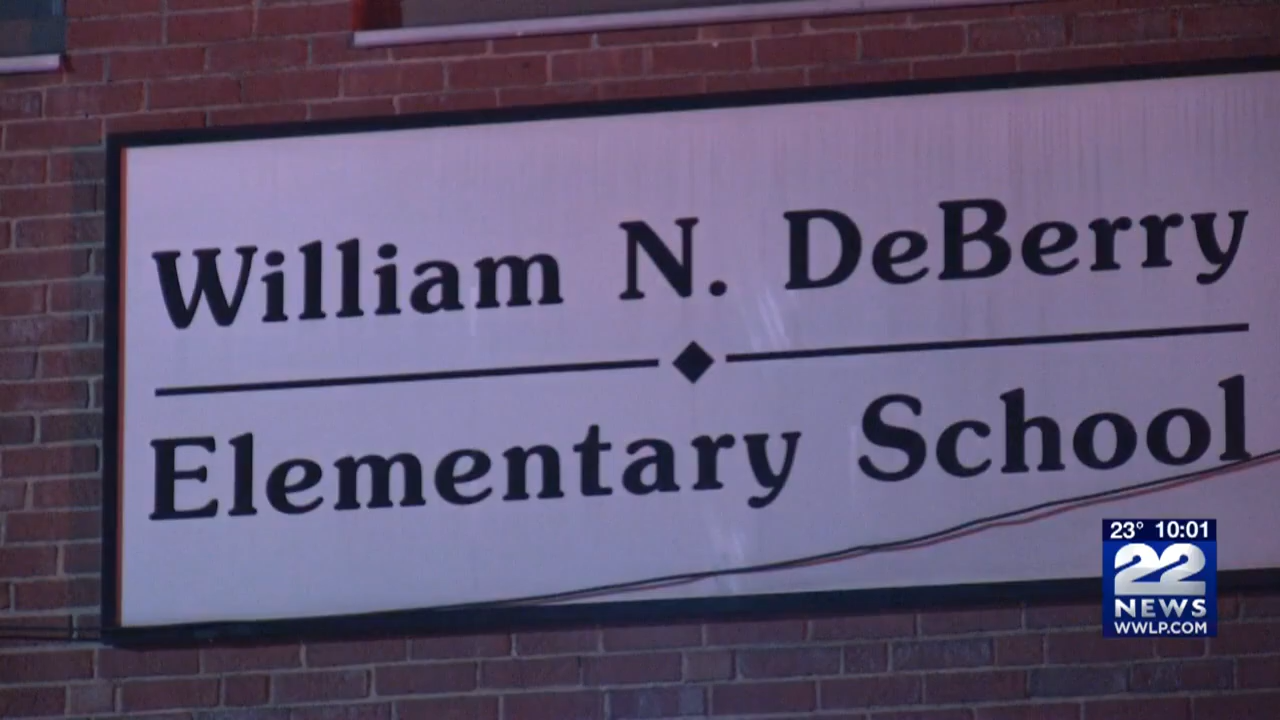 William N. DeBerry
Elementary School
23° 10:01
22
NEWS
WWLP.COM